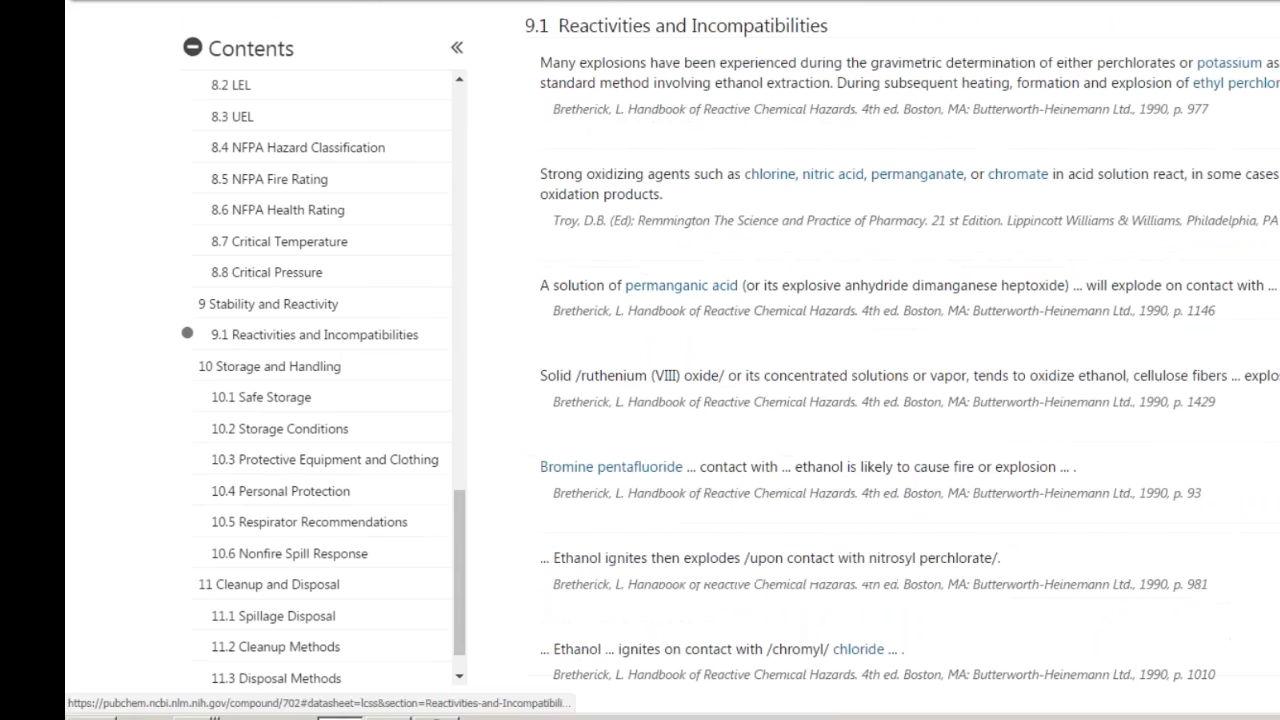 Contents
8.2 LEL
8.3 UEL
8.4 NFPA Hazard Classification
8.5 NFPA Fire Rating
8.6 NFPA Health Rating
8.7 Critical Temperature
8.8 Critical Pressure
9 Stability and Reactivity
9.1 Reactivities and Incompatibilities
10 Storage and Handling
10.1 Safe Storage
10.2 Storage Conditions
10.3 Protective Equipment and Clothing
10.4 Personal Protection
10.5 Respirator Recommendations
10.6 Nonfire Spill Response
11 Cleanup and Disposal
11.1 Spillage Disposal
11.2 Cleanup Methods
11.3 Disposal Methods
9.1 Reactivities and Incompatibilities
Many explosions have been experienced during the gravimetric determination of either perchlorates or potassium as
standard method involving ethanol extraction. During subsequent heating, formation and explosion of ethyl perchlor
Bretherick, L. Handbook of Reactive Chemical Hazards. 4th ed. Boston, MA: Butterworth-Heinemann Ltd., 1990, p. 977
Strong oxidizing agents such as chlorine, nitric acid, permanganate, or chromate in acid solution react, in some cases
oxidation products.
Troy, D.B. (Ed); Remmington The Science and Practice of Pharmacy. 21 st Edition. Lippincott Williams & Williams, Philadelphia, PA
A solution of permanganic acid (or its explosive anhydride dimanganese heptoxide) ... will explode on contact with ...
Bretherick, L. Handbook of Reactive Chemical Hazards. 4th ed. Boston, MA: Butterworth-Heinemann Ltd., 1990, p. 1146
Solid /ruthenium (VIII) oxide/ or its concentrated solutions or vapor, tends to oxidize ethanol, cellulose fibers ... explo
Bretherick, L. Handbook of Reactive Chemical Hazards. 4th ed. Boston, MA: Butterworth-Heinemann Ltd., 1990, p. 1429
Bromine pentafluoride ... contact with ... ethanol is likely to cause fire or explosion ... .
Bretherick, L. Handbook of Reactive Chemical Hazards. 4th ed. Boston, MA: Butterworth-Heinemann Ltd., 1990, p. 93
... Ethanol ignites then explodes /upon contact with nitrosyl perchlorate/.
Bretherick, L. Handbook of Reactive Chemical Hazards. 4th ed. Boston, MA: Butterworth-Heinemann Ltd., 1990, p. 981
... Ethanol ... ignites on contact with /chromyl/ chloride ... .
Bretherick, L. Handbook of Reactive Chemical Hazards. 4th ed. Boston, MA: Butterworth-Heinemann Ltd., 1990, p. 1010
https://pubchem.ncbi.nlm.nih.gov/compound/702#datasheet=lcss&section=Reactivities-and-Incompatibili...